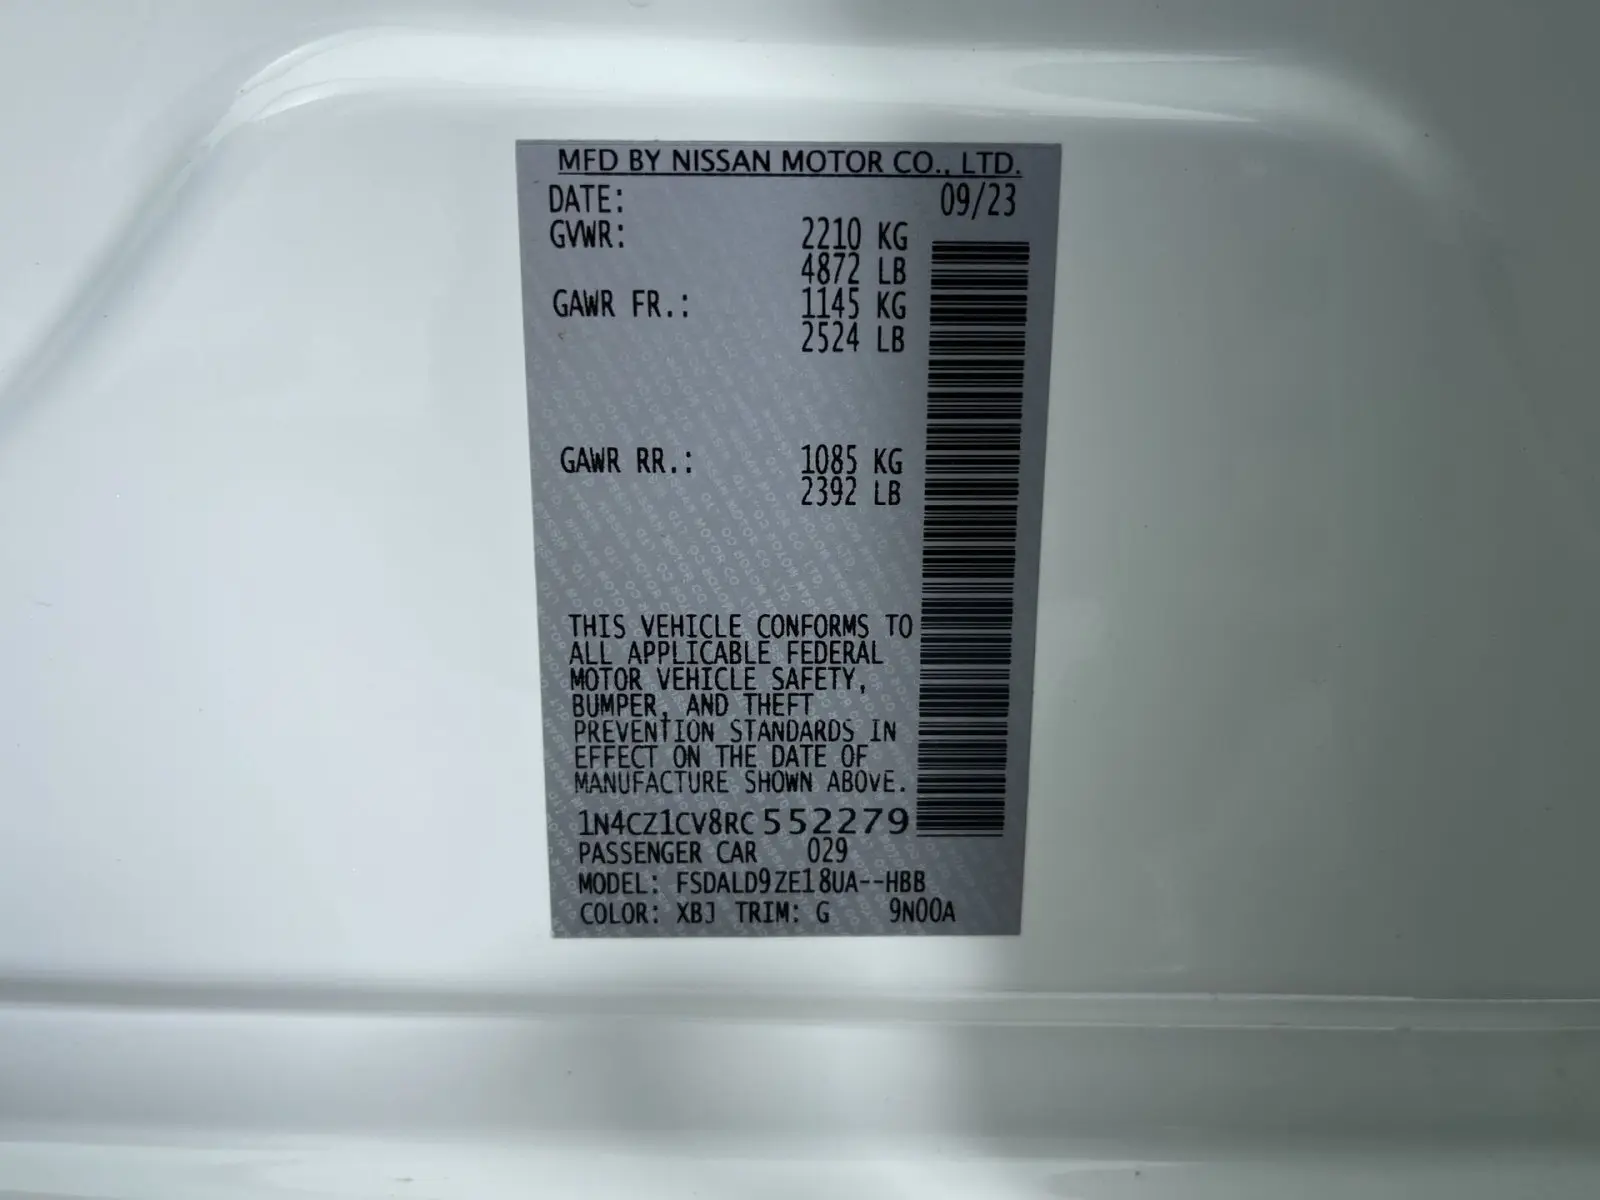 MFD BY NISSAN MOTOR CO., LTD.
DATE: 09/23
GVWR: 2210 KG
4872 LB
GAWR FR.: 1145 KG
2524 LB
GAWR RR.: 1085 KG
2392 LB
THIS VEHICLE CONFORMS TO
ALL APPLICABLE FEDERAL
MOTOR VEHICLE SAFETY,
BUMPER, AND THEFT
PREVENTION STANDARDS IN
EFFECT ON THE DATE OF
MANUFACTURE SHOWN ABOVE.
1N4CZ1CV8RC552279
PASSENGER CAR 029
MODEL: FSDALD9ZE18UA--HBB
COLOR: XBJ TRIM: G 9N00A